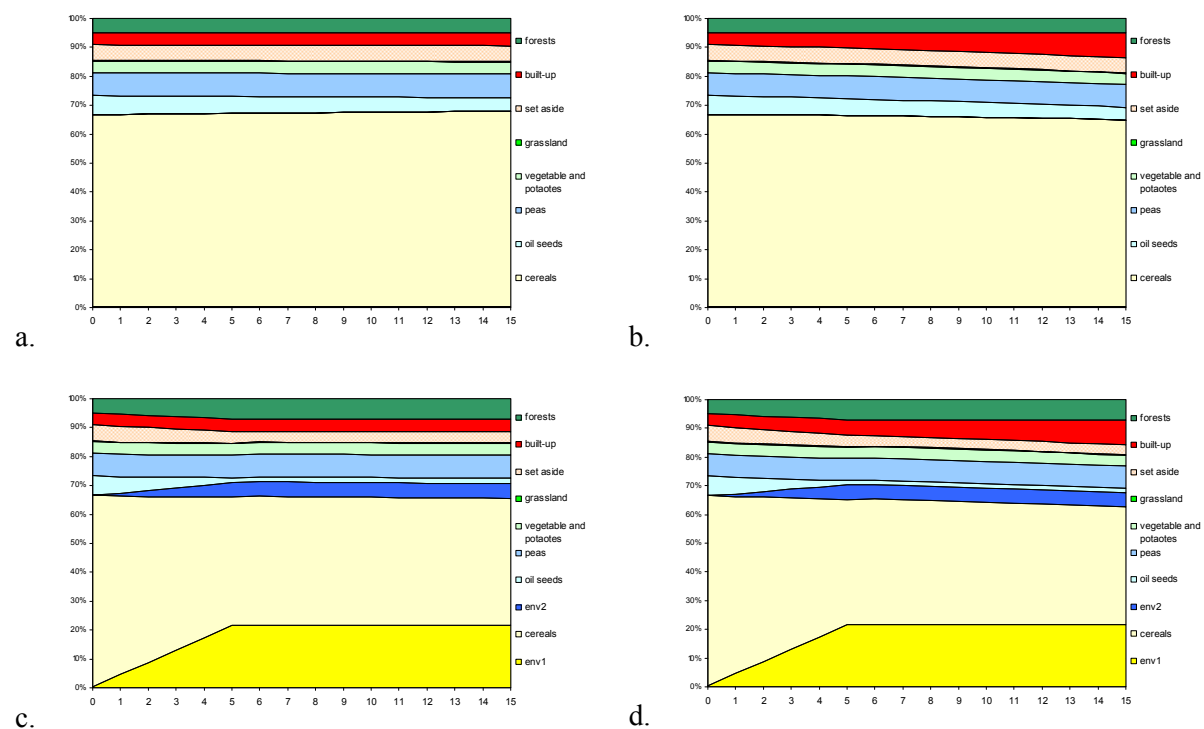 100%
90%
80%
70%
60%
50%
40%
30%
20%
10%
0%
0 1 2 3 4 5 6 7 8 9 10 11 12 13 14 15
forests
built-up
set aside
grassland
vegetable and
potaotes
peas
oil seeds
cereals
a.
100%
90%
80%
70%
60%
50%
40%
30%
20%
10%
0%
0 1 2 3 4 5 6 7 8 9 10 11 12 13 14 15
forests
built-up
set aside
grassland
vegetable and
potaotes
peas
oil seeds
cereals
b.
100%
90%
80%
70%
60%
50%
40%
30%
20%
10%
0%
0 1 2 3 4 5 6 7 8 9 10 11 12 13 14 15
forests
built-up
set aside
grassland
vegetable and
potaotes
peas
oil seeds
env2
cereals
env1
c.
100%
90%
80%
70%
60%
50%
40%
30%
20%
10%
0%
0 1 2 3 4 5 6 7 8 9 10 11 12 13 14 15
forests
built-up
set aside
grassland
vegetable and
potaotes
peas
oil seeds
env2
cereals
env1
d.